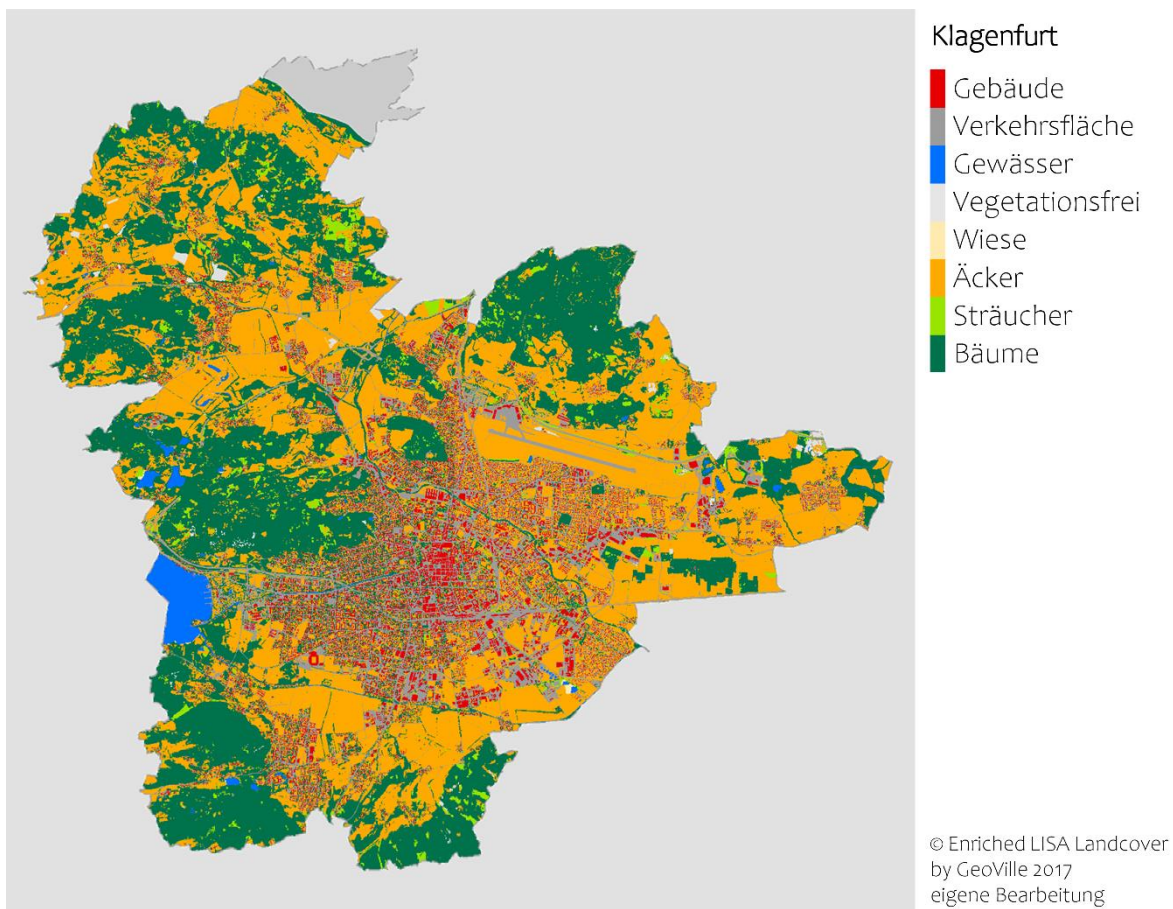 Klagenfurt
Gebäude
Verkehrsfläche
Gewässer
Vegetationsfrei
Wiese
Äcker
Sträucher
Bäume
© Enriched LISA Landcover
by GeoVille 2017
eigene Bearbeitung